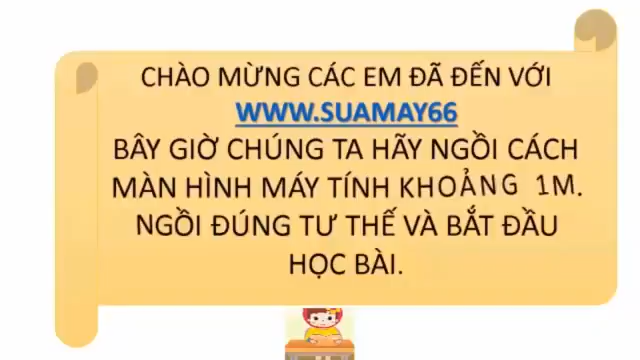 CHÀO MỪNG CÁC EM ĐÃ ĐẾN VỚI
WWW.SUAMAY66
BÂY GIỜ CHÚNG TA HÃY NGỒI CÁCH
MÀN HÌNH MÁY TÍNH KHOẢNG 1M.
NGỒI ĐÚNG TƯ THẾ VÀ BẮT ĐẦU
HỌC BÀI.